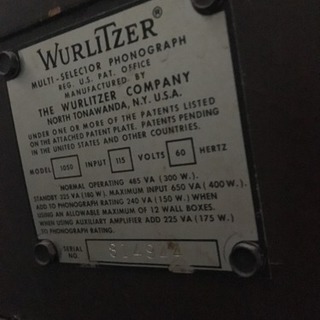 WURLITZER®
MULTI-SELECTOR PHONOGRAPH
REG. U.S. PAT. OFFICE
MANUFACTURED BY
THE WURLITZER COMPANY
NORTH TONAWANDA, N.Y. U.S.A.
UNDER ONE OR MORE OF THE PATENTS LISTED
ON THE ATTACHED PATENT PLATE. PATENTS PENDING
IN THE UNITED STATES AND OTHER COUNTRIES.
MODEL 1050 INPUT 115 VOLTS 60 HERTZ
NORMAL OPERATING 485 VA (300 W.)
STANDBY 325 VA (180 W.) MAXIMUM INPUT 650 VA (400 W.)
ADD TO PHONOGRAPH RATING 240 VA (150 W.) WHEN
USING AN ALLOWABLE MAXIMUM OF 12 WALL BOXES.
WHEN USING AUXILIARY AMPLIFIER ADD 225 VA (175 W.)
TO PHONOGRAPH RATING.
SERIAL
NO.